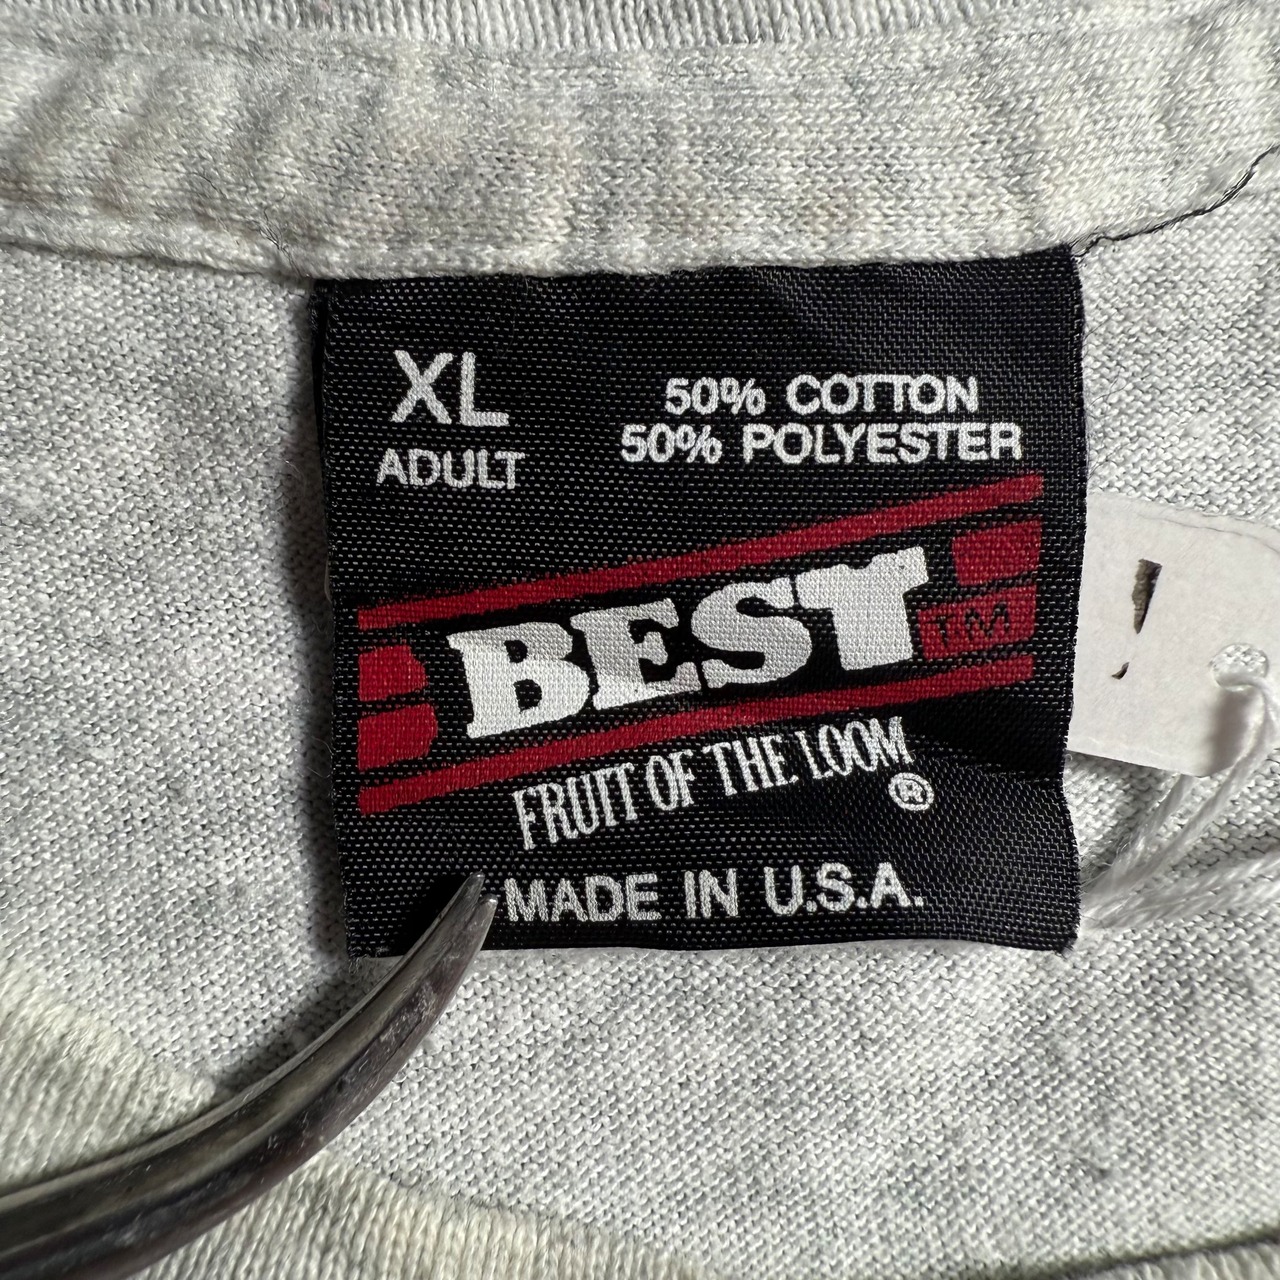 XL
ADULT
50% COTTON
50% POLYESTER
BEST
TM
FRUIT OF THE LOOM
®
MADE IN U.S.A.